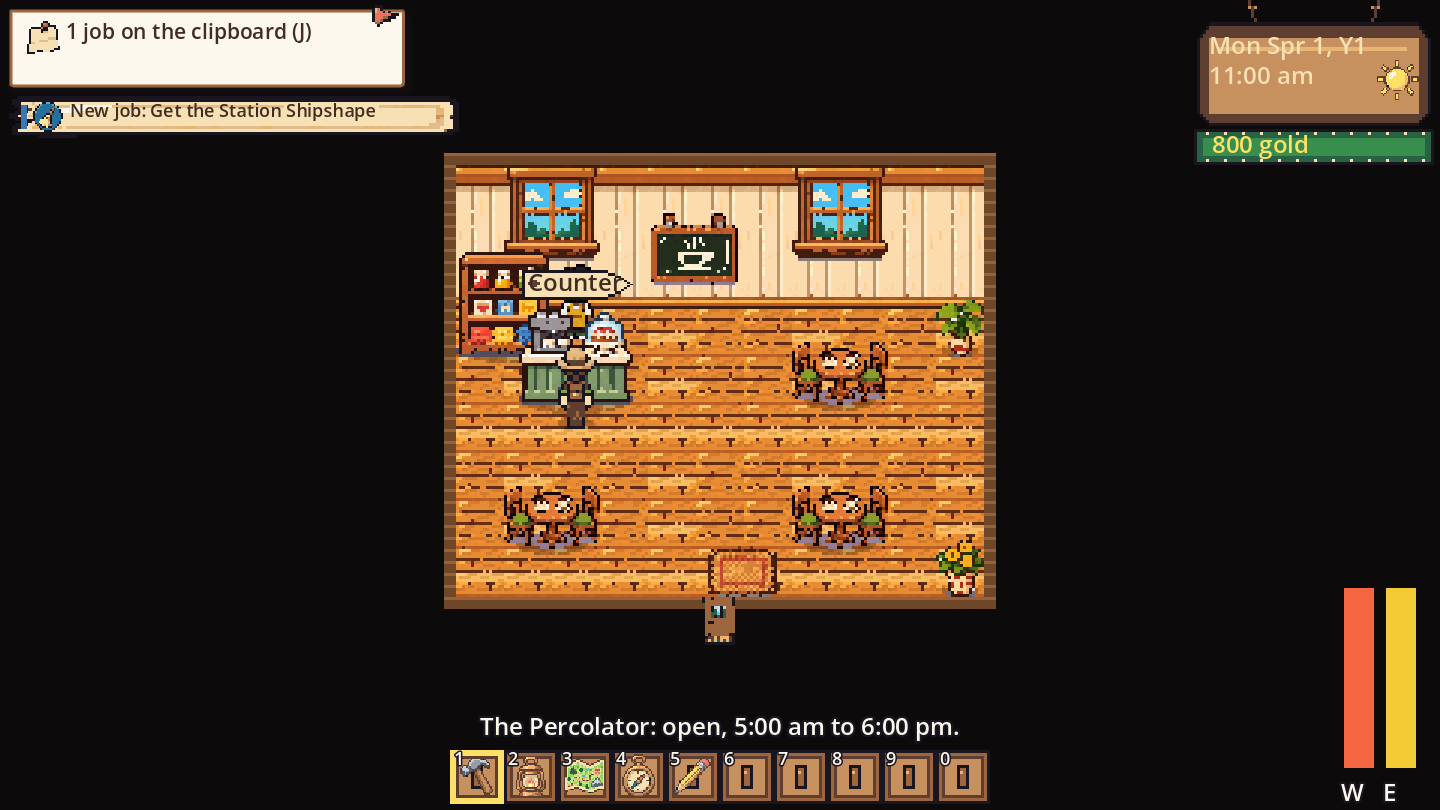 1 job on the clipboard (J)
New job: Get the Station Shipshape
Mon Spr 1, Y1
11:00 am
800 gold
Counter
The Percolator: open, 5:00 am to 6:00 pm.
1 2 3 4 5 6 7 8 9 0
W E